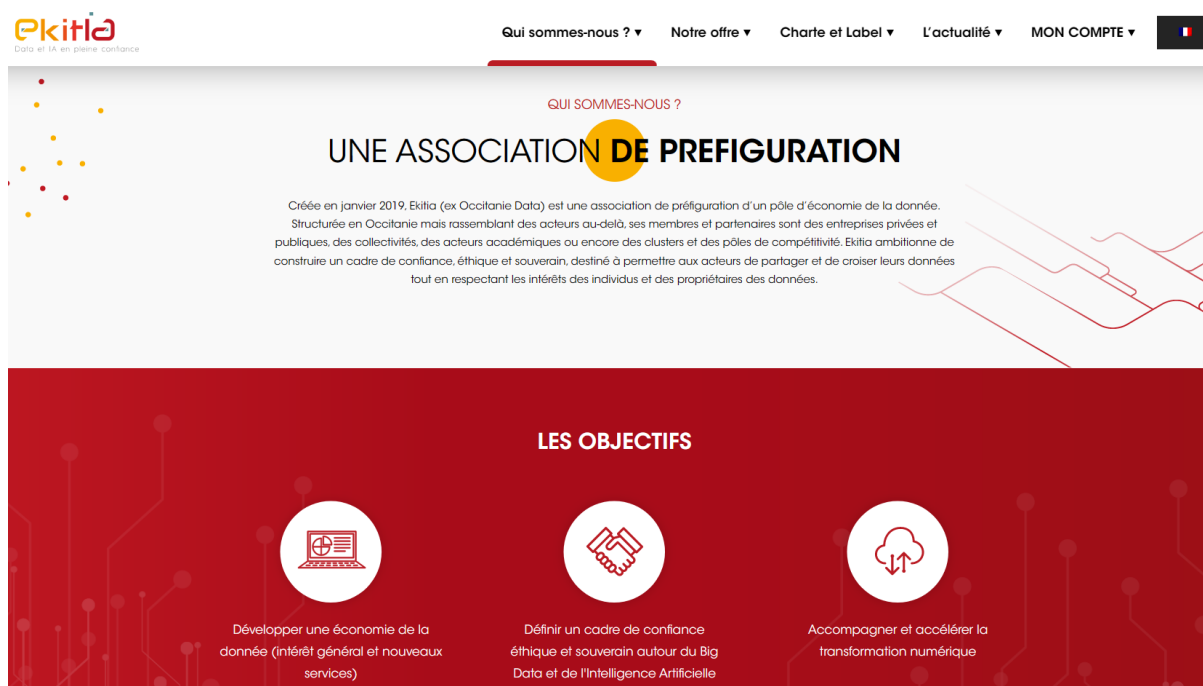 ekitia
Data et IA en pleine confiance
Qui sommes-nous ? ▾
Notre offre ▾
Charte et Label ▾
L'actualité ▾
MON COMPTE ▾
QUI SOMMES-NOUS ?
UNE ASSOCIATION DE PREFIGURATION
Créée en janvier 2019, Ekitia (ex Occitanie Data) est une association de préfiguration d'un pôle d'économie de la donnée.
Structurée en Occitanie mais rassemblant des acteurs au-delà, ses membres et partenaires sont des entreprises privées et
publiques, des collectivités, des acteurs académiques ou encore des clusters et des pôles de compétitivité. Ekitia ambitionne de
construire un cadre de confiance, éthique et souverain, destiné à permettre aux acteurs de partager et de croiser leurs données
tout en respectant les intérêts des individus et des propriétaires des données.
LES OBJECTIFS
Développer une économie de la
donnée (intérêt général et nouveaux
services)
Définir un cadre de confiance
éthique et souverain autour du Big
Data et de l'Intelligence Artificielle
Accompagner et accélérer la
transformation numérique